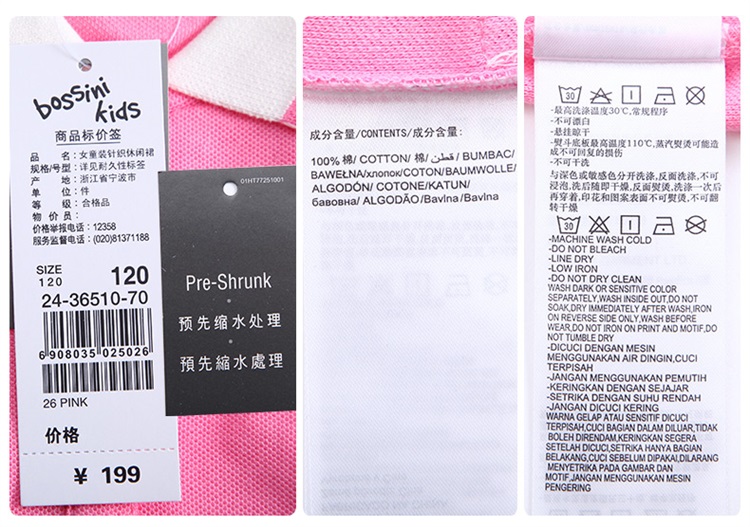 bossini
kids
商品标价签
品名：女童装针织休闲裙
规格/号型：详见耐久性标签
产地：浙江省宁波市
单位：件
等级：合格品
物价员：
价格举报电话：12358
服务监督电话：(020)81371188
SIZE
120 120
24-36510-70
6 908035 025026
26 PINK
价格
¥ 199
01HT77251001
Pre-Shrunk
预先缩水处理
預先縮水處理
成分含量/CONTENTS/成分含量:
100% 棉/ COTTON/ 棉/ قطن/ BUMBAC/
BAWEŁNA/хлопок/COTON/BAUMWOLLE/
ALGODÓN/ COTONE/KATUN/
бавовна/ ALGODÃO/Bavlna/Bavlna
30
110
-最高洗涤温度30℃,常规程序
-不可漂白
-悬挂晾干
-熨斗底板最高温度110℃,蒸汽熨烫可能造
成不可回复的损伤
-不可干洗
与深色或敏感色分开洗涤,反面洗涤,不可
浸泡,洗后随即干燥,反面熨烫,洗涤一次后
再穿着,印花和图案表面不可熨烫,不可翻
转干燥
30
-MACHINE WASH COLD
-DO NOT BLEACH
-LINE DRY
-LOW IRON
-DO NOT DRY CLEAN
WASH DARK OR SENSITIVE COLOR
SEPARATELY,WASH INSIDE OUT,DO NOT
SOAK,DRY IMMEDIATELY AFTER WASH,IRON
ON REVERSE SIDE ONLY,WASH BEFORE
WEAR,DO NOT IRON ON PRINT AND MOTIF,DO
NOT TUMBLE DRY
-DICUCI DENGAN MESIN
MENGGUNAKAN AIR DINGIN,CUCI
TERPISAH
-JANGAN MENGGUNAKAN PEMUTIH
-KERINGKAN DENGAN SEJAJAR
-SETRIKA DENGAN SUHU RENDAH
-JANGAN DICUCI KERING
WARNA GELAP ATAU SENSITIF DICUCI
TERPISAH,CUCI BAGIAN DALAM DILUAR,TIDAK
BOLEH DIRENDAM,KERINGKAN SEGERA
SETELAH DICUCI,SETRIKA PADA BAGIAN
BELAKANG,CUCI SEBELUM DIPAKAI,DILARANG
MENYETRIKA PADA GAMBAR DAN
MOTIF,JANGAN MENGGUNAKAN MESIN
PENGERING